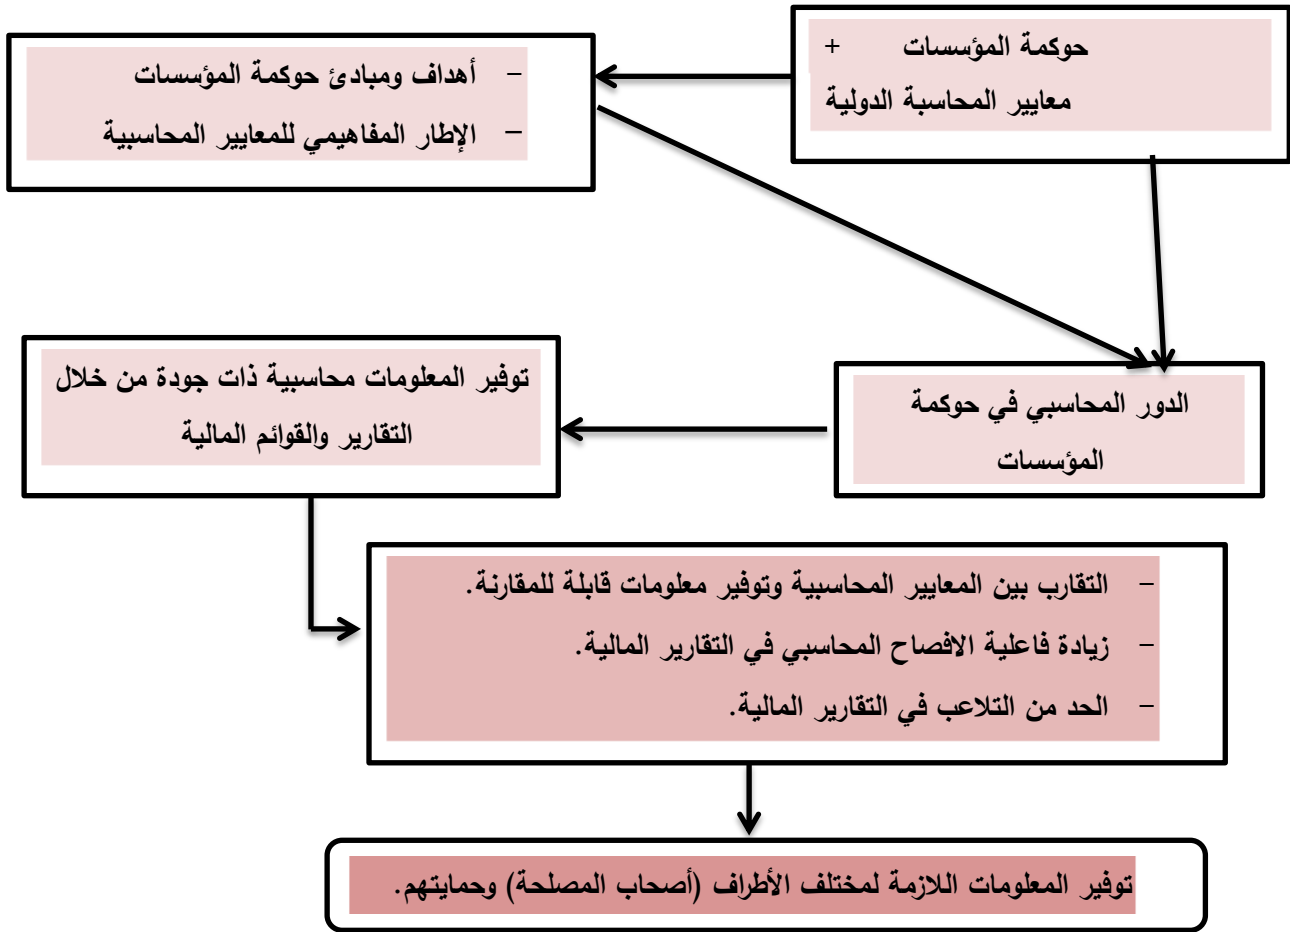 حوكمة المؤسسات +
معايير المحاسبة الدولية
– أهداف ومبادئ حوكمة المؤسسات
– الإطار المفاهيمي للمعايير المحاسبية
الدور المحاسبي في حوكمة
المؤسسات
توفير المعلومات محاسبية ذات جودة من خلال
التقارير والقوائم المالية
– التقارب بين المعايير المحاسبية وتوفير معلومات قابلة للمقارنة.
– زيادة فاعلية الافصاح المحاسبي في التقارير المالية.
– الحد من التلاعب في التقارير المالية.
توفير المعلومات اللازمة لمختلف الأطراف (أصحاب المصلحة) وحمايتهم.